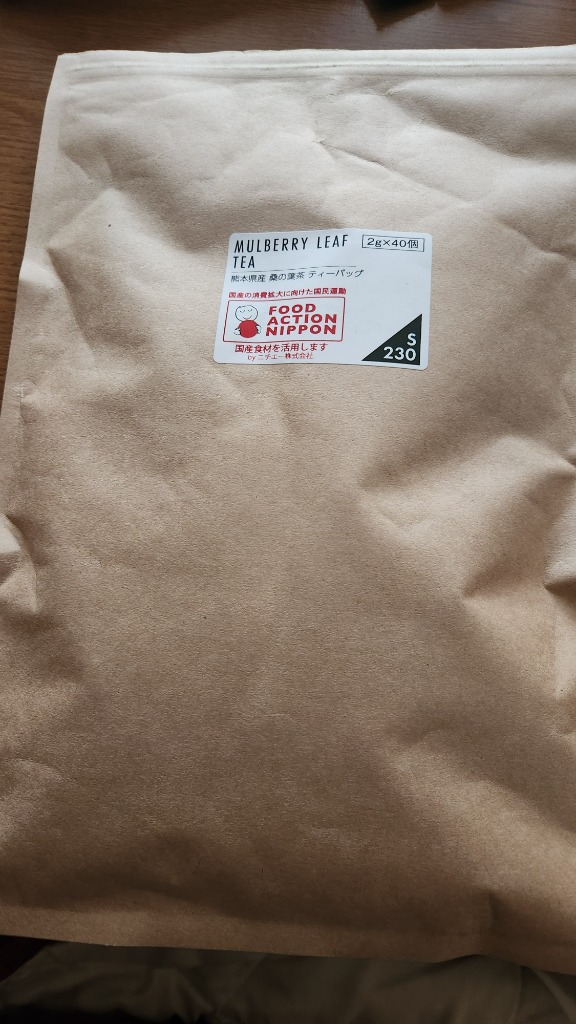 MULBERRY LEAF
TEA
2g×40個
熊本県産 桑の葉茶 ティーバッグ
国産の消費拡大に向けた国民運動
FOOD
ACTION
NIPPON
国産食材を活用します
by ニチエー株式会社
S
230